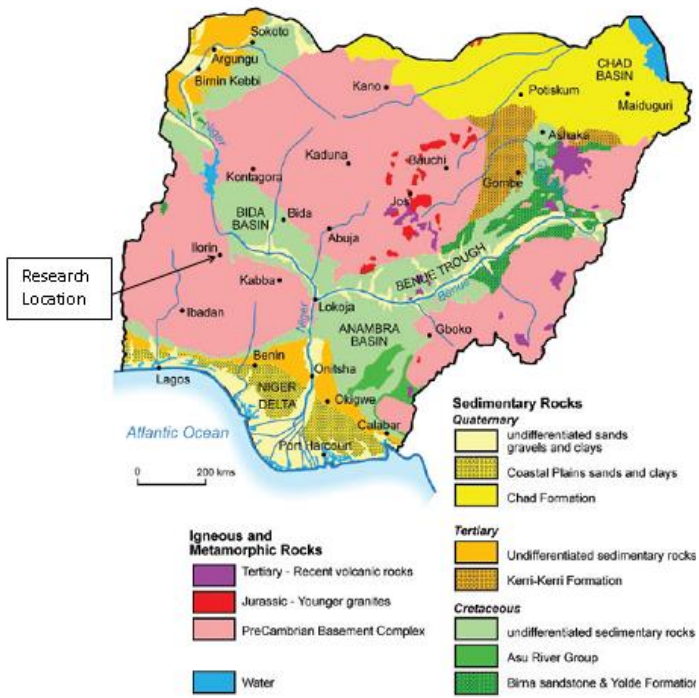 Sokoto
Argungu
Birnin Kebbi
Kano
CHAD
BASIN
Potiskum
Maiduguri
Niger
Ashaka
Kaduna
Bauchi
Kontagora
Gombe
Jos
BIDA
BASIN
Bida
Abuja
Ilorin
BENUE TROUGH
Research
Location
Kabba
Benue
Lokoja
Ibadan
Niger
ANAMBRA
BASIN
Gboko
Benin
Onitsha
Lagos
NIGER
DELTA
Okigwe
Calabar
Atlantic Ocean
Port Harcourt
0 200 kms
Sedimentary Rocks
Quaternary
undifferentiated sands
gravels and clays
Coastal Plains sands and clays
Chad Formation
Tertiary
Undifferentiated sedimentary rocks
Kerri-Kerri Formation
Cretaceous
undifferentiated sedimentary rocks
Asu River Group
Bima sandstone & Yolde Formation
Igneous and
Metamorphic Rocks
Tertiary - Recent volcanic rocks
Jurassic - Younger granites
PreCambrian Basement Complex
Water